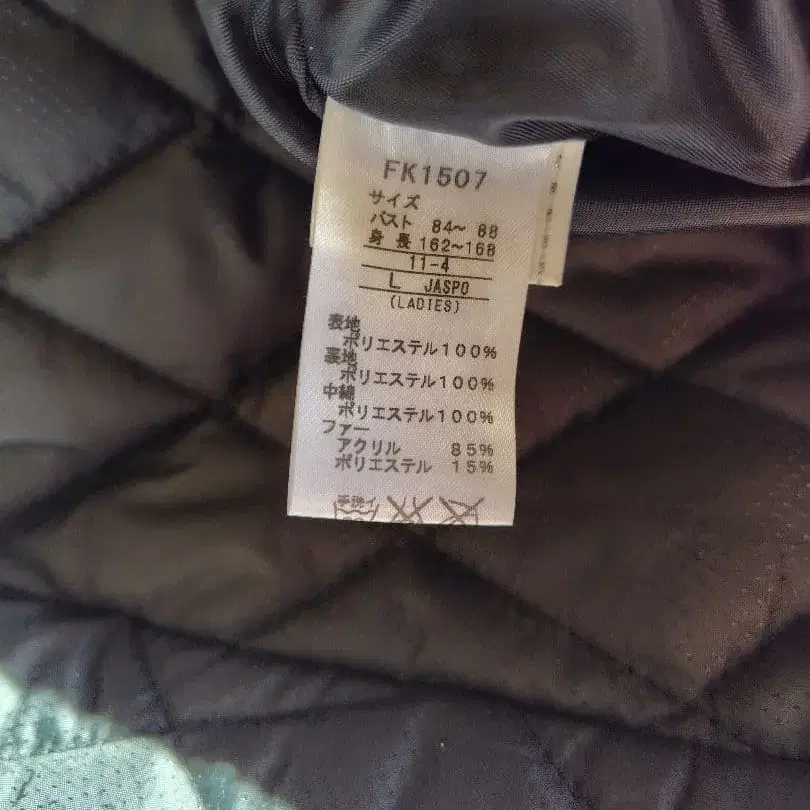 FK1507
サイズ
バスト 84～ 88
身 長 162～168
11-4
L JASPO
(LADIES)
表地
ポリエステル100%
裏地
ポリエステル100%
中綿
ポリエステル100%
ファー
アクリル 85%
ポリエステル 15%
手洗イ